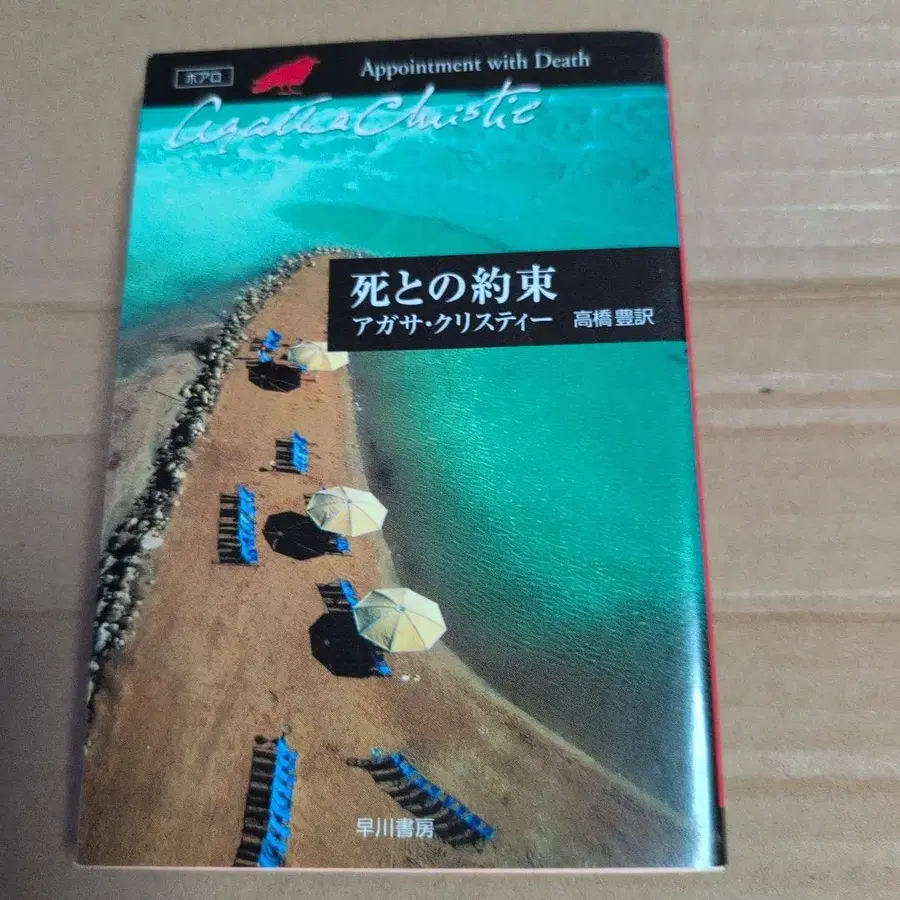 ポアロ
Appointment with Death
Agatha Christie
死との約束
アガサ・クリスティー 高橋 豊訳
早川書房